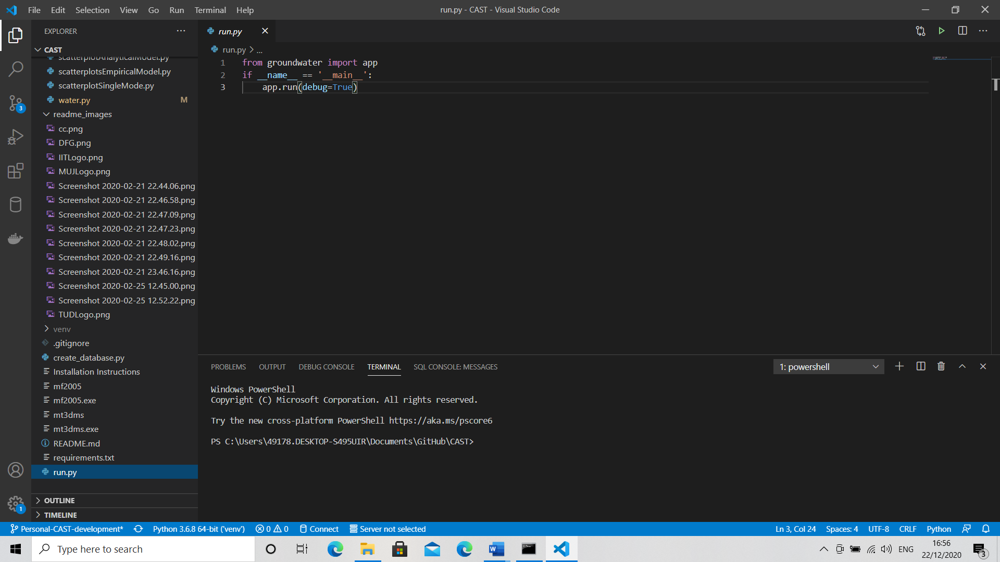 File Edit Selection View Go Run Terminal Help
run.py - CAST - Visual Studio Code
EXPLORER
CAST
scatterplotAnalyticalModel.py
scatterplotsEmpiricalModel.py
scatterplotSingleMode.py
water.py M
readme_images
cc.png
DFG.png
IITLogo.png
MUJLogo.png
Screenshot 2020-02-21 22.44.06.png
Screenshot 2020-02-21 22.46.58.png
Screenshot 2020-02-21 22.47.09.png
Screenshot 2020-02-21 22.47.23.png
Screenshot 2020-02-21 22.48.02.png
Screenshot 2020-02-21 22.49.16.png
Screenshot 2020-02-21 23.46.16.png
Screenshot 2020-02-25 12.45.00.png
Screenshot 2020-02-25 12.52.22.png
TUDLogo.png
venv
.gitignore
create_database.py
Installation Instructions
mf2005
mf2005.exe
mt3dms
mt3dms.exe
README.md
requirements.txt
run.py
OUTLINE
TIMELINE
3
1
run.py
run.py > ...
1 from groundwater import app
2 if __name__ == '__main__':
3 app.run(debug=True)
PROBLEMS OUTPUT DEBUG CONSOLE TERMINAL SQL CONSOLE: MESSAGES
1: powershell
Windows PowerShell
Copyright (C) Microsoft Corporation. All rights reserved.
Try the new cross-platform PowerShell https://aka.ms/pscore6
PS C:\Users\49178.DESKTOP-S495UIR\Documents\GitHub\CAST>
Personal-CAST-development* Python 3.6.8 64-bit ('venv') 0 0 Connect Server not selected
Ln 3, Col 24 Spaces: 4 UTF-8 CRLF Python
Type here to search
ENG
16:56
22/12/2020
3